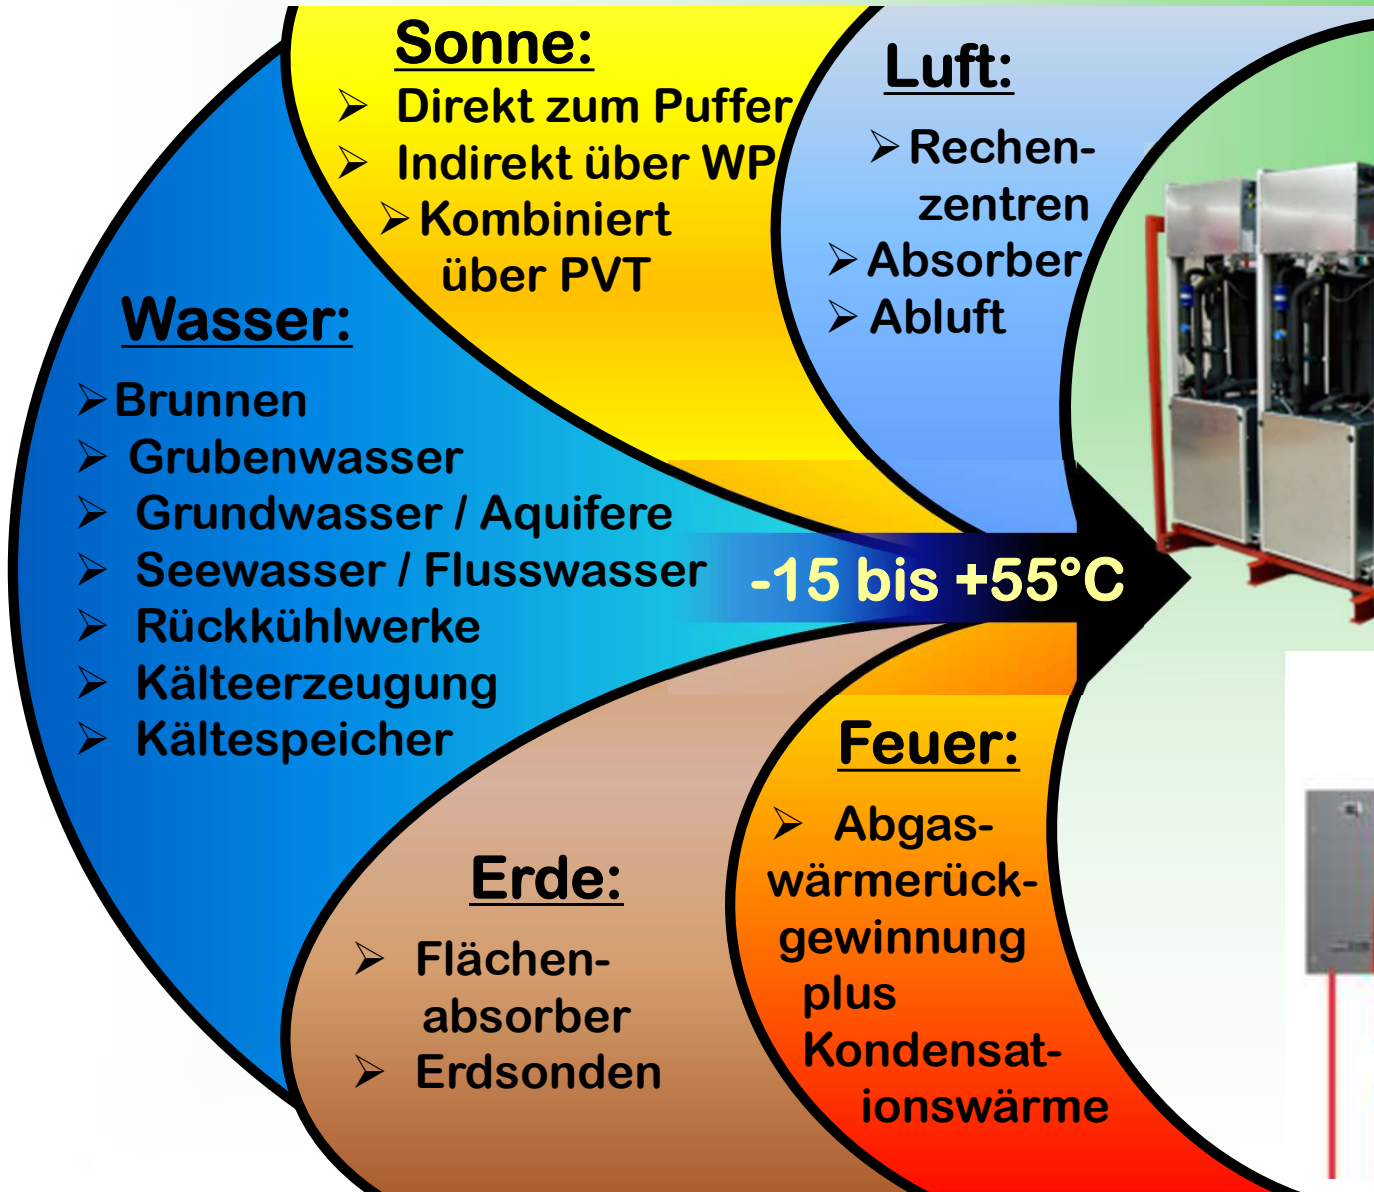 Sonne:
➢ Direkt zum Puffer
➢ Indirekt über WP
➢ Kombiniert
über PVT
Luft:
➢ Rechen-
zentren
➢ Absorber
➢ Abluft
Wasser:
➢ Brunnen
➢ Grubenwasser
➢ Grundwasser / Aquifere
➢ Seewasser / Flusswasser
➢ Rückkühlwerke
➢ Kälteerzeugung
➢ Kältespeicher
-15 bis +55°C
Erde:
➢ Flächen-
absorber
➢ Erdsonden
Feuer:
➢ Abgas-
wärmerück-
gewinnung
plus
Kondensat-
ionswärme